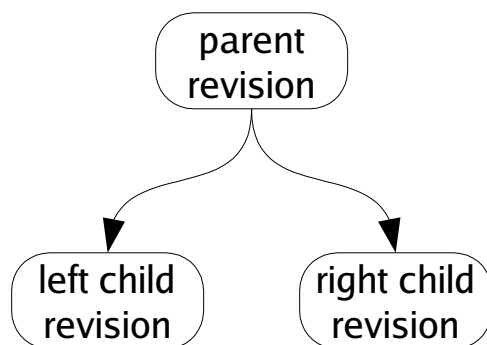 parent
revision
left child
revision
right child
revision